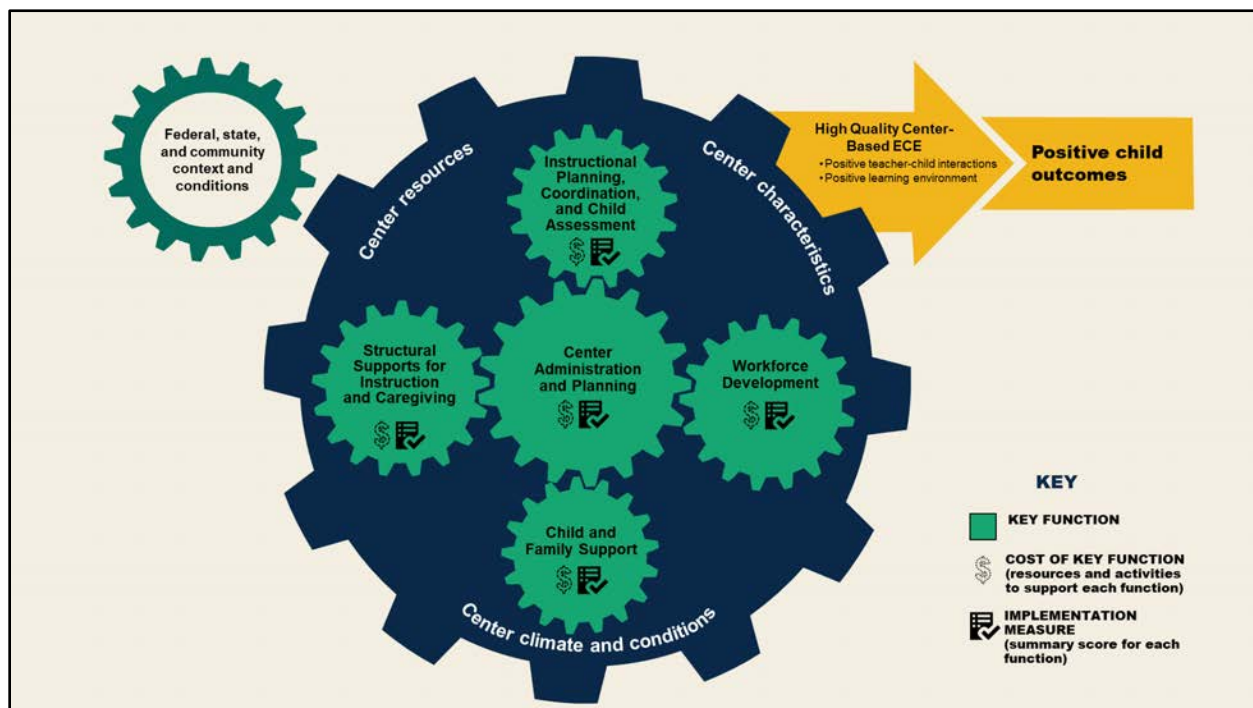 Federal, state,
and community
context and
conditions
Center resources
Center characteristics
Center climate and conditions
Instructional
Planning,
Coordination,
and Child
Assessment
Structural
Supports for
Instruction
and Caregiving
Center
Administration
and Planning
Workforce
Development
Child and
Family Support
High Quality Center-
Based ECE
•Positive teacher-child interactions
•Positive learning environment
Positive child
outcomes
KEY
KEY FUNCTION
COST OF KEY FUNCTION
(resources and activities
to support each function)
IMPLEMENTATION
MEASURE
(summary score for each
function)